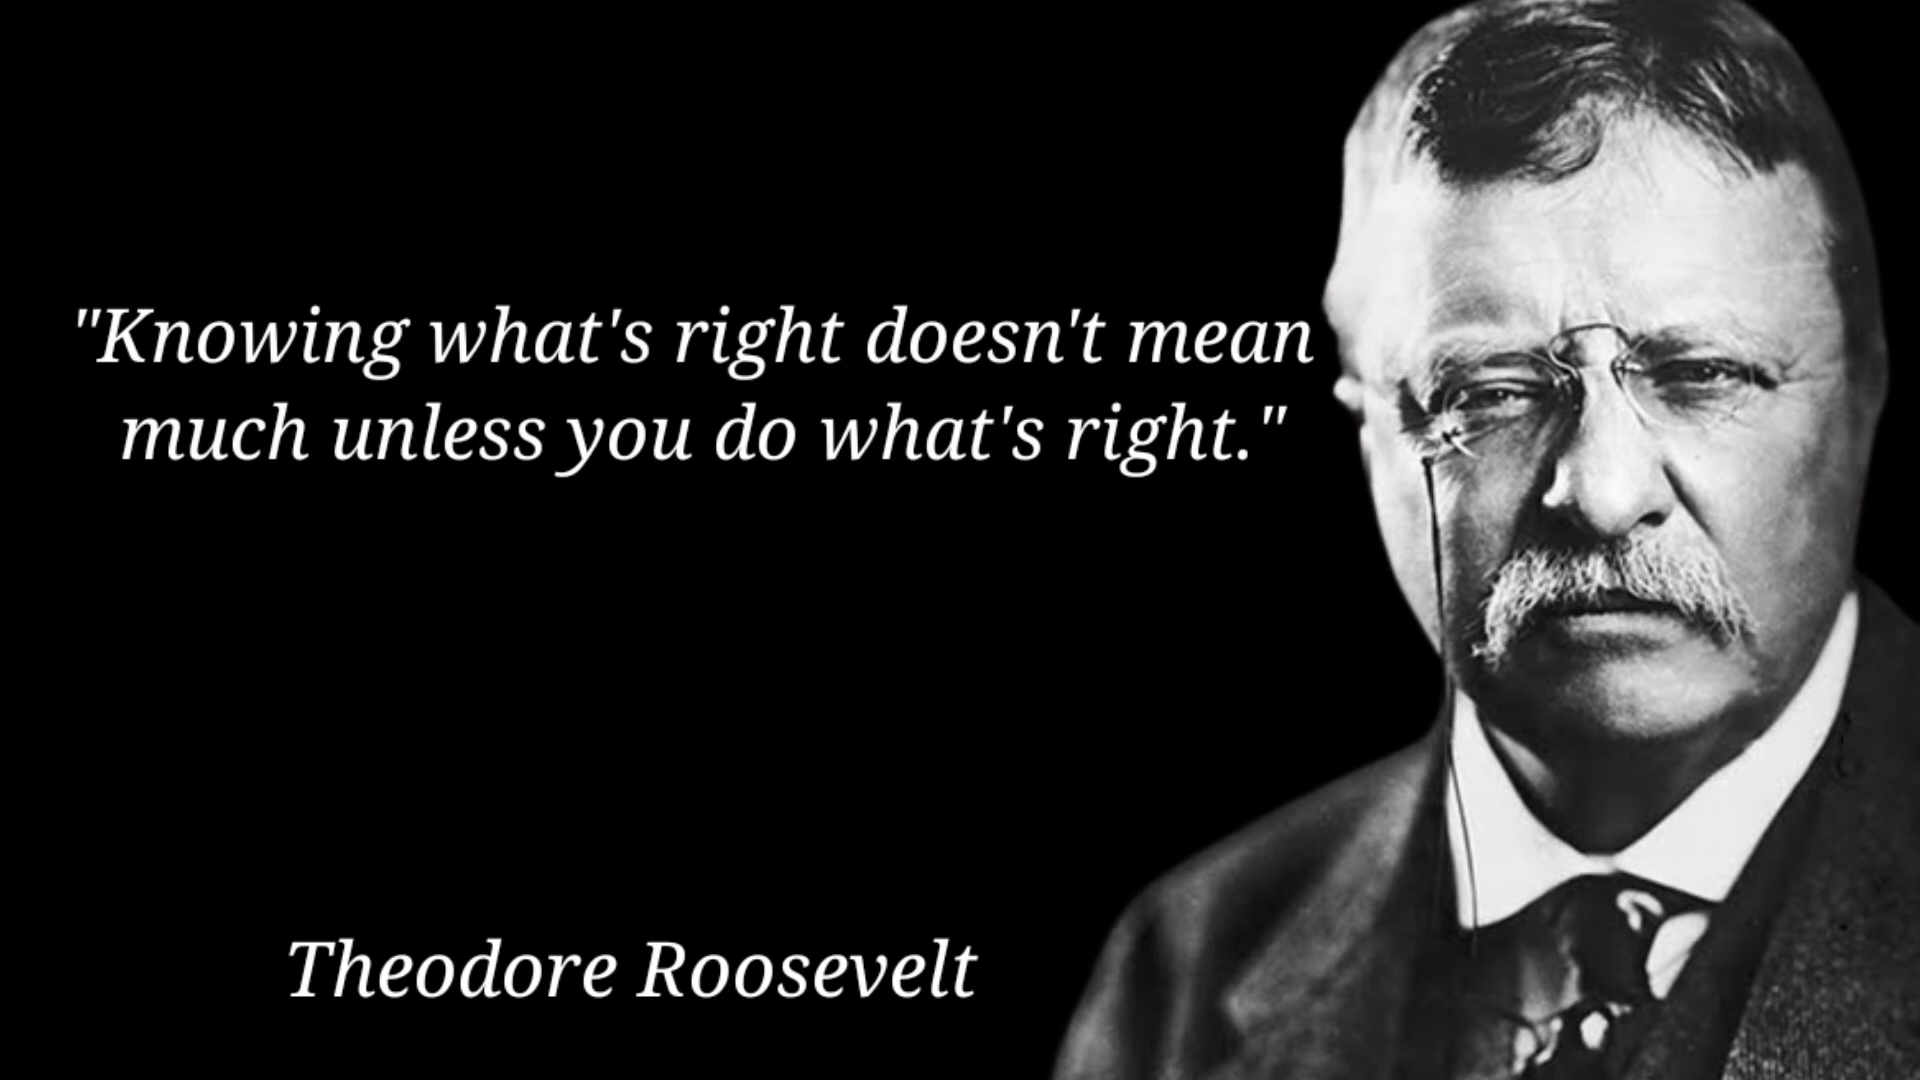 "Knowing what's right doesn't mean
much unless you do what's right."
Theodore Roosevelt